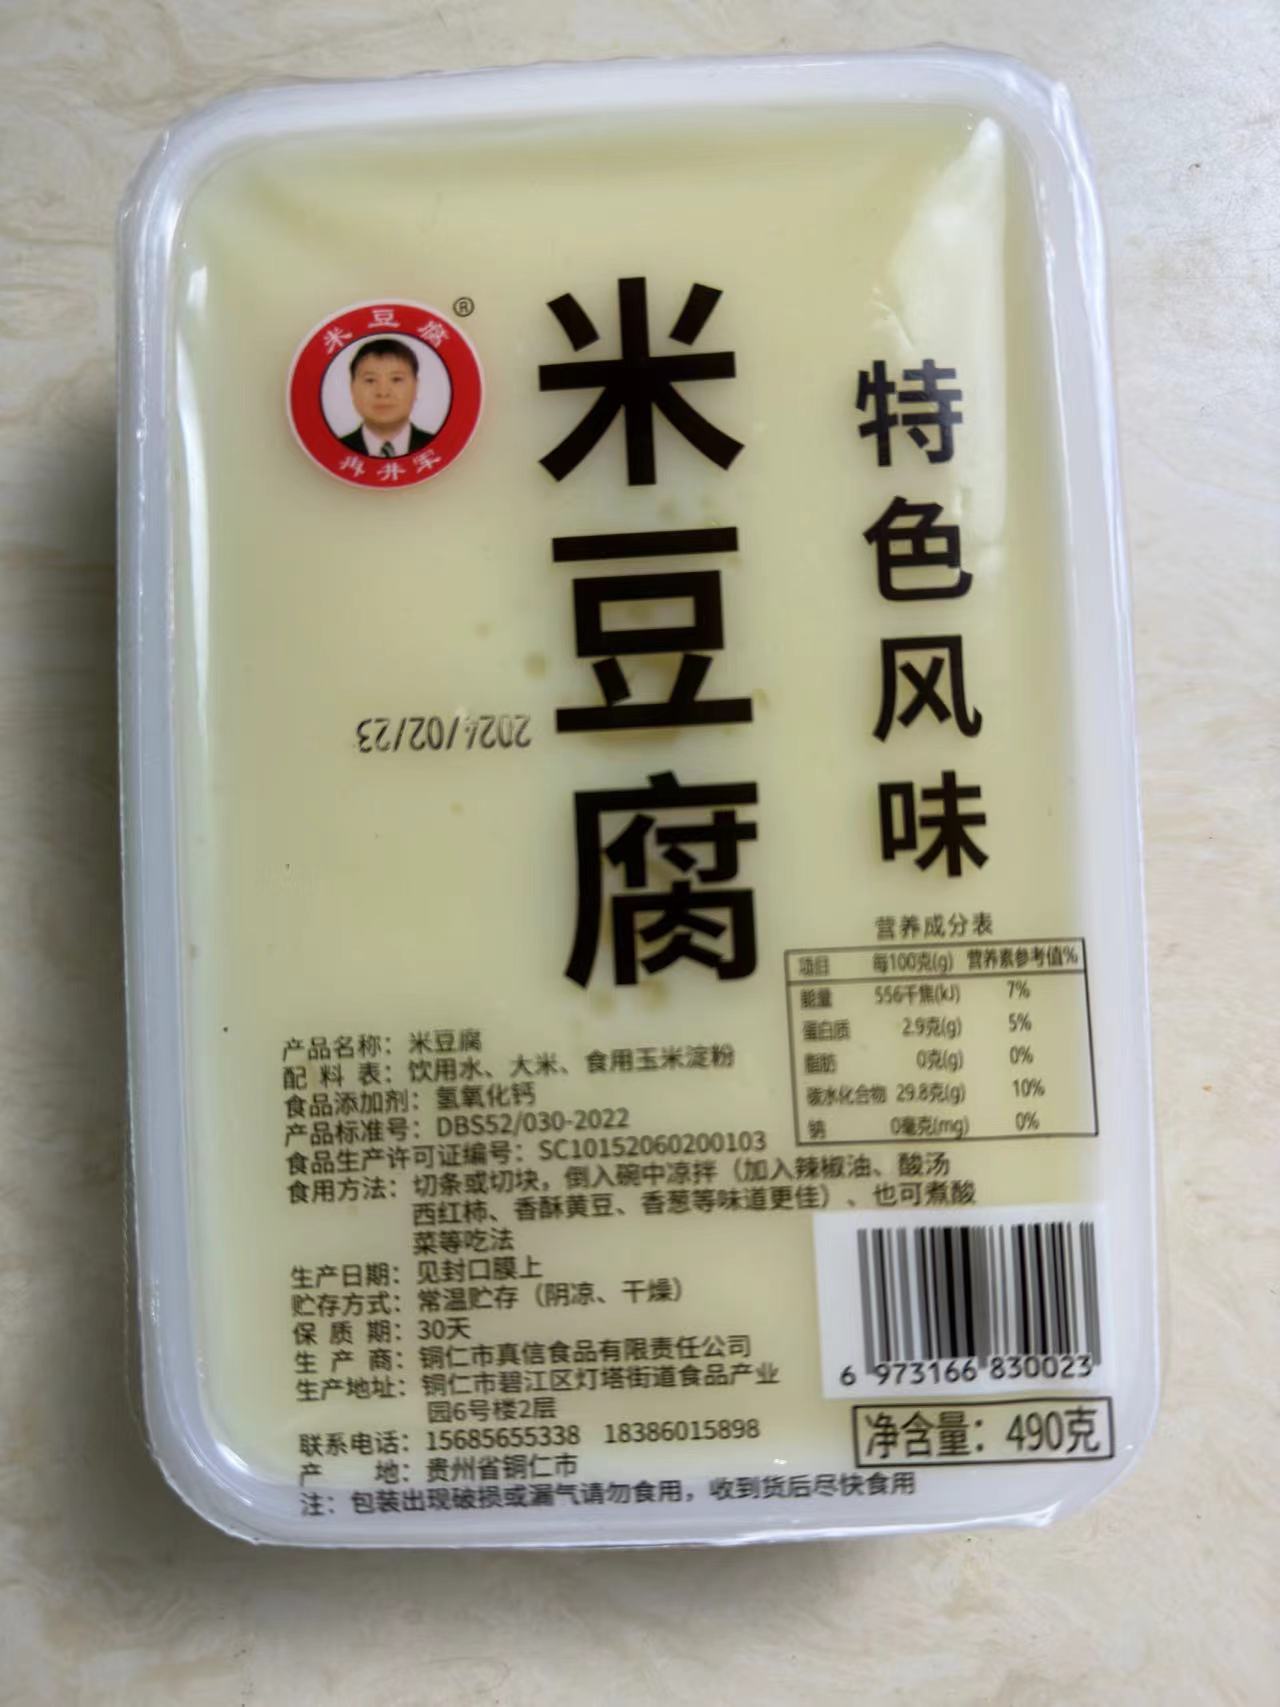 米豆腐
冉井军
®
米豆腐
特色风味
2024/02/23
营养成分表
项目 每100克(g) 营养素参考值%
能量 556千焦(kJ) 7%
蛋白质 2.9克(g) 5%
脂肪 0克(g) 0%
碳水化合物 29.8克(g) 10%
钠 0毫克(mg) 0%
产品名称：米豆腐
配料表：饮用水、大米、食用玉米淀粉
食品添加剂：氢氧化钙
产品标准号：DBS52/030-2022
食品生产许可证编号：SC10152060200103
食用方法：切条或切块，倒入碗中凉拌（加入辣椒油、酸汤
西红柿、香酥黄豆、香葱等味道更佳）、也可煮酸
菜等吃法
生产日期：见封口膜上
贮存方式：常温贮存（阴凉、干燥）
保质期：30天
生产商：铜仁市真信食品有限责任公司
生产地址：铜仁市碧江区灯塔街道食品产业
园6号楼2层
联系电话：15685655338 18386015898
产地：贵州省铜仁市
注：包装出现破损或漏气请勿食用，收到货后尽快食用
6 973166 830023
净含量：490克